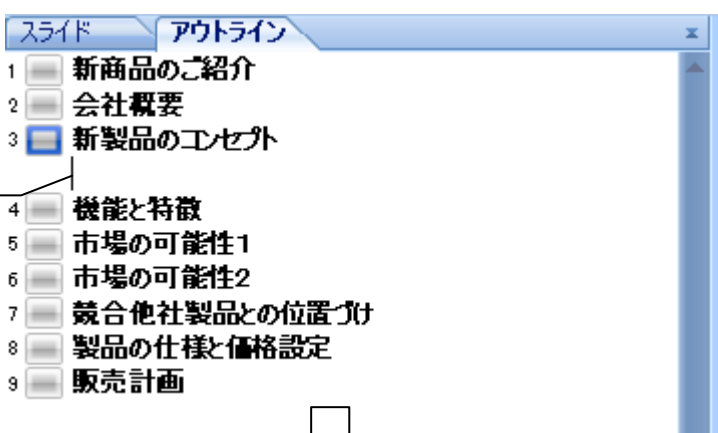 スライド アウトライン
1 新商品のご紹介
2 会社概要
3 新製品のコンセプト
4 機能と特徴
5 市場の可能性1
6 市場の可能性2
7 競合他社製品との位置づけ
8 製品の仕様と価格設定
9 販売計画